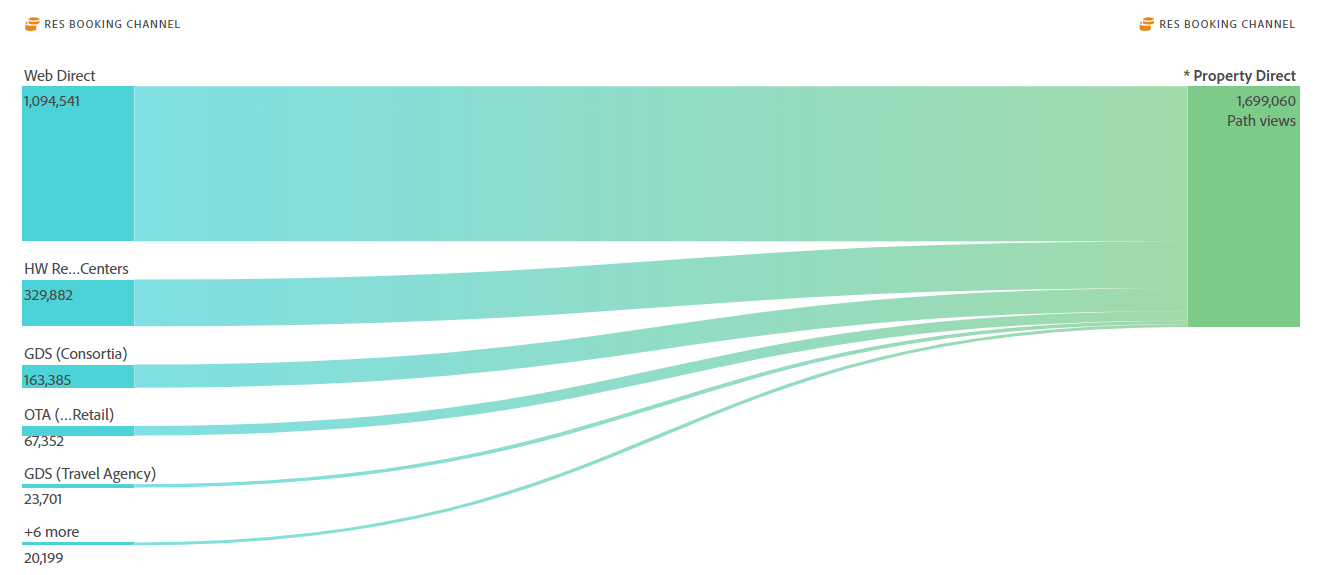 RES BOOKING CHANNEL
RES BOOKING CHANNEL
Web Direct
1,094,541
* Property Direct
1,699,060
Path views
HW Re...Centers
329,882
GDS (Consortia)
163,385
OTA (...Retail)
67,352
GDS (Travel Agency)
23,701
+6 more
20,199